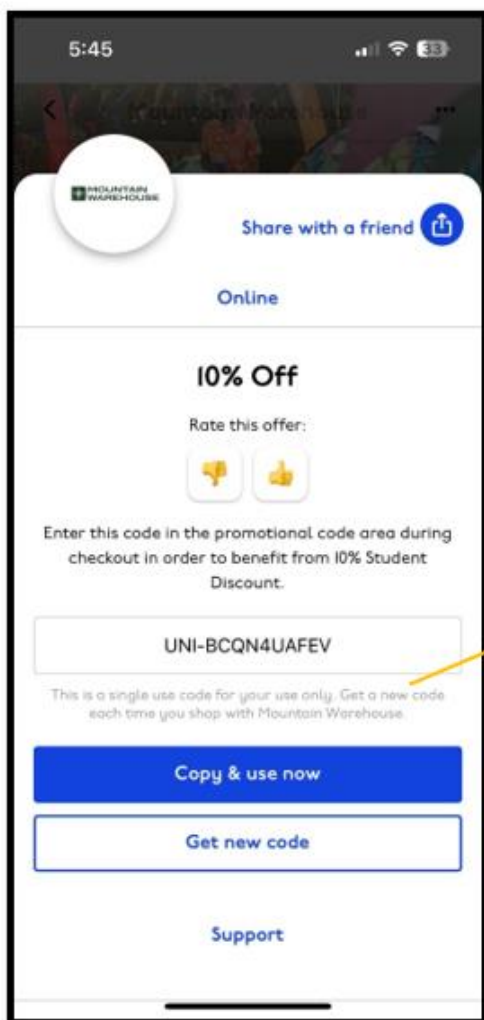 5:45
33
Mountain Warehouse
MOUNTAIN
WAREHOUSE
Share with a friend
Online
10% Off
Rate this offer:
Enter this code in the promotional code area during
checkout in order to benefit from 10% Student
Discount.
UNI-BCQN4UAFEV
This is a single use code for your use only. Get a new code
each time you shop with Mountain Warehouse.
Copy & use now
Get new code
Support